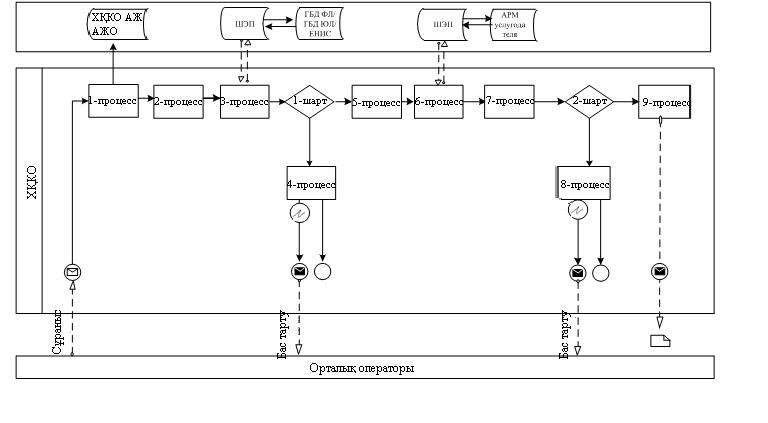 ХҚКО АЖ
АЖО
ШЭП
ГБД ФЛ/
ГБД ЮЛ/
ЕНИС
ШЭП
АРМ
услугода
теля
ХҚКО
1-процесс
2-процесс
3-процесс
1-шарт
5-процесс
6-процесс
7-процесс
2-шарт
9-процесс
4-процесс
8-процесс
Сұраныс
Бас тарту
Бас тарту
Орталық операторы